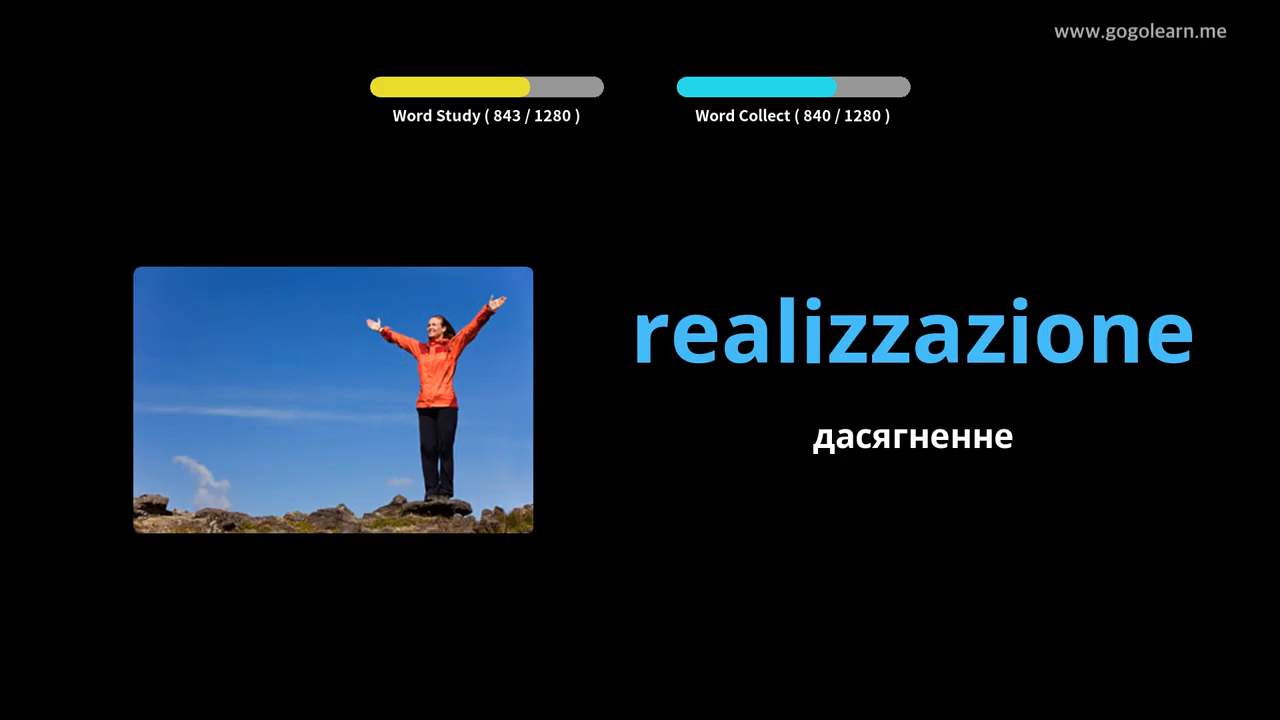 www.gogolearn.me
Word Study ( 843 / 1280 )
Word Collect ( 840 / 1280 )
realizzazione
дасягненне